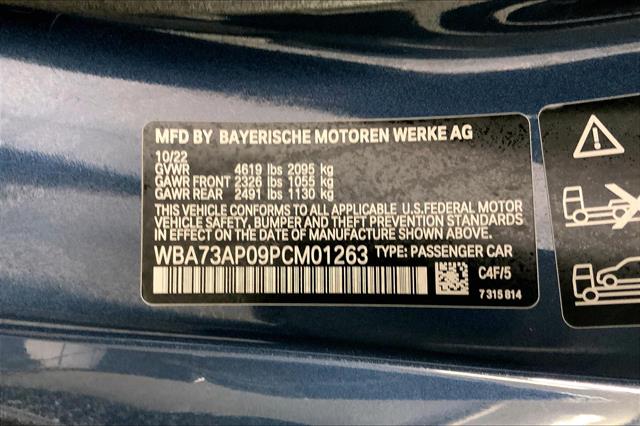 MFD BY BAYERISCHE MOTOREN WERKE AG
10/22
GVWR 4619 lbs 2095 kg
GAWR FRONT 2326 lbs 1055 kg
GAWR REAR 2491 lbs 1130 kg
THIS VEHICLE CONFORMS TO ALL APPLICABLE U.S.FEDERAL MOTOR
VEHICLE SAFETY, BUMPER AND THEFT PREVENTION STANDARDS
IN EFFECT ON THE DATE OF MANUFACTURE SHOWN ABOVE.
WBA73AP09PCM01263 TYPE: PASSENGER CAR
C4F/5
7 315 814